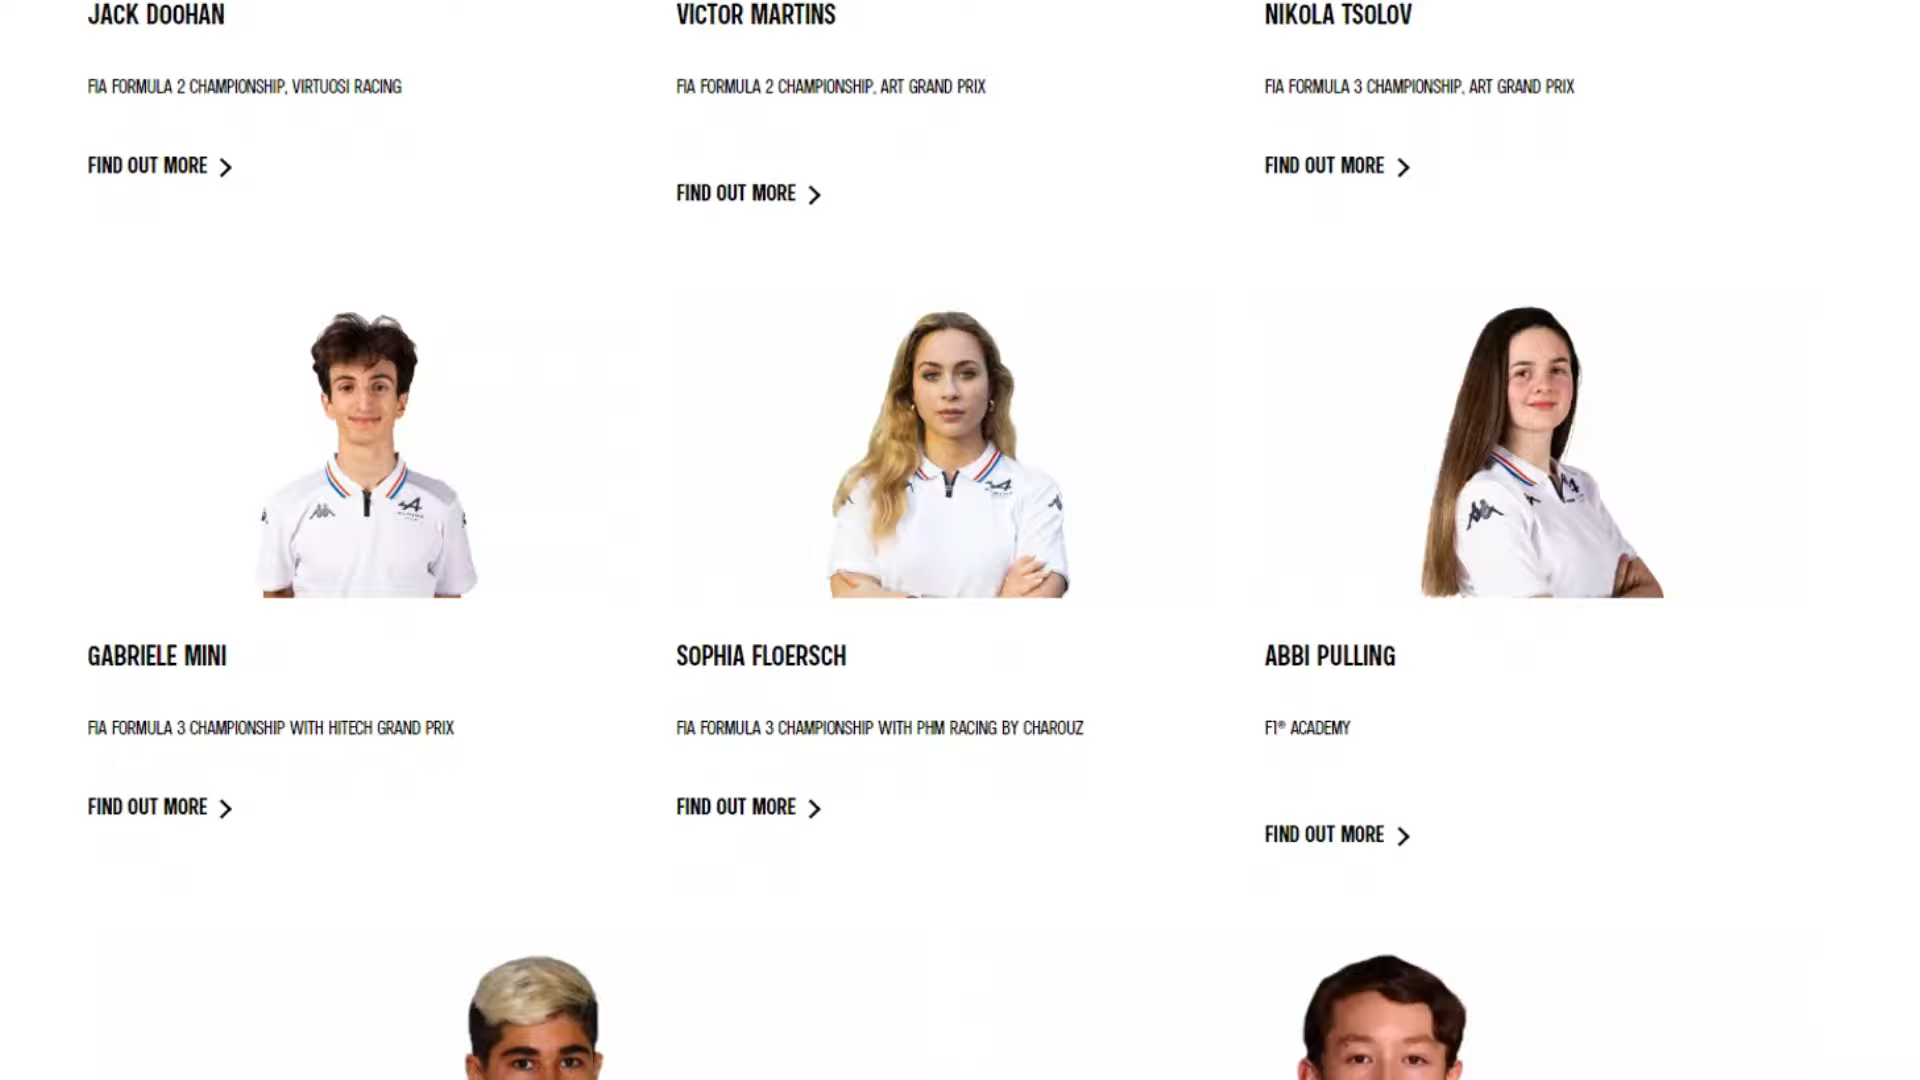 JACK DOOHAN
VICTOR MARTINS
NIKOLA TSOLOV
FIA FORMULA 2 CHAMPIONSHIP, VIRTUOSI RACING
FIA FORMULA 2 CHAMPIONSHIP, ART GRAND PRIX
FIA FORMULA 3 CHAMPIONSHIP, ART GRAND PRIX
FIND OUT MORE
FIND OUT MORE
FIND OUT MORE
GABRIELE MINI
SOPHIA FLOERSCH
ABBI PULLING
FIA FORMULA 3 CHAMPIONSHIP WITH HITECH GRAND PRIX
FIA FORMULA 3 CHAMPIONSHIP WITH PHM RACING BY CHAROUZ
F1® ACADEMY
FIND OUT MORE
FIND OUT MORE
FIND OUT MORE